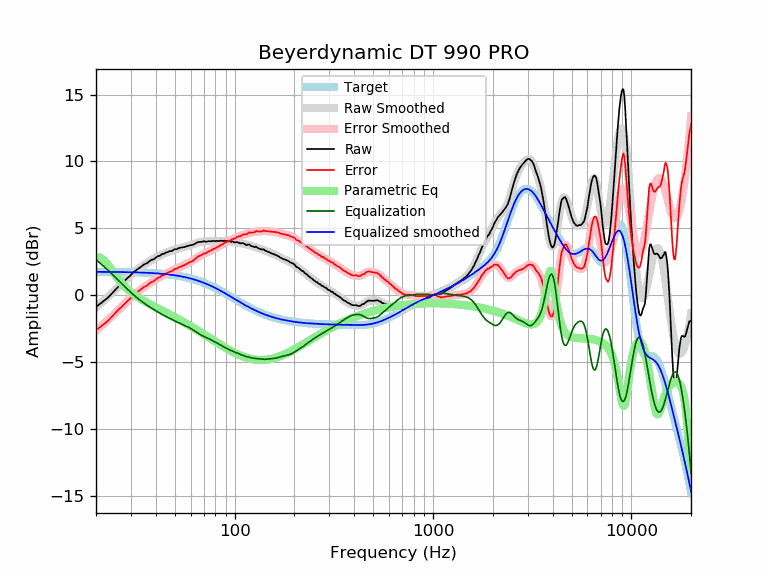 Beyerdynamic DT 990 PRO
Target
Raw Smoothed
Error Smoothed
Raw
Error
Parametric Eq
Equalization
Equalized smoothed
15
10
5
0
−5
−10
−15
Amplitude (dBr)
100
1000
10000
Frequency (Hz)